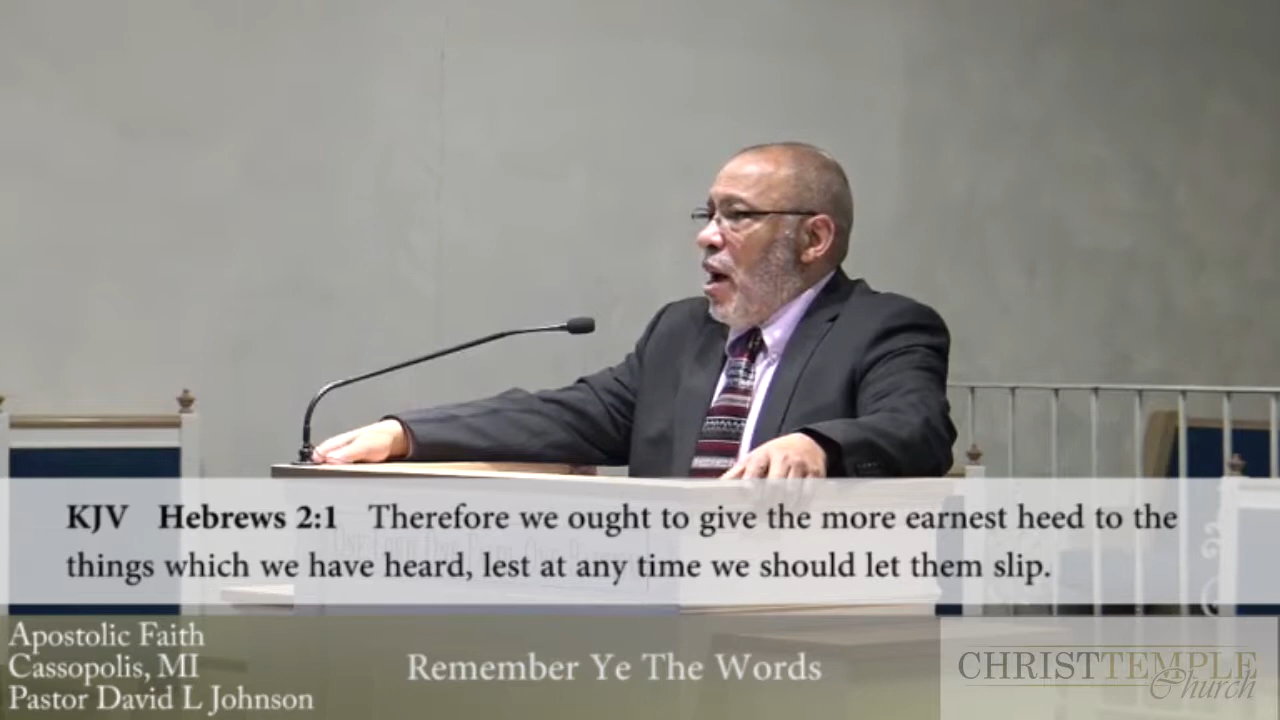 KJV Hebrews 2:1 Therefore we ought to give the more earnest heed to the
things which we have heard, lest at any time we should let them slip.
Apostolic Faith
Cassopolis, MI
Pastor David L Johnson
Remember Ye The Words
CHRISTTEMPLE
Church